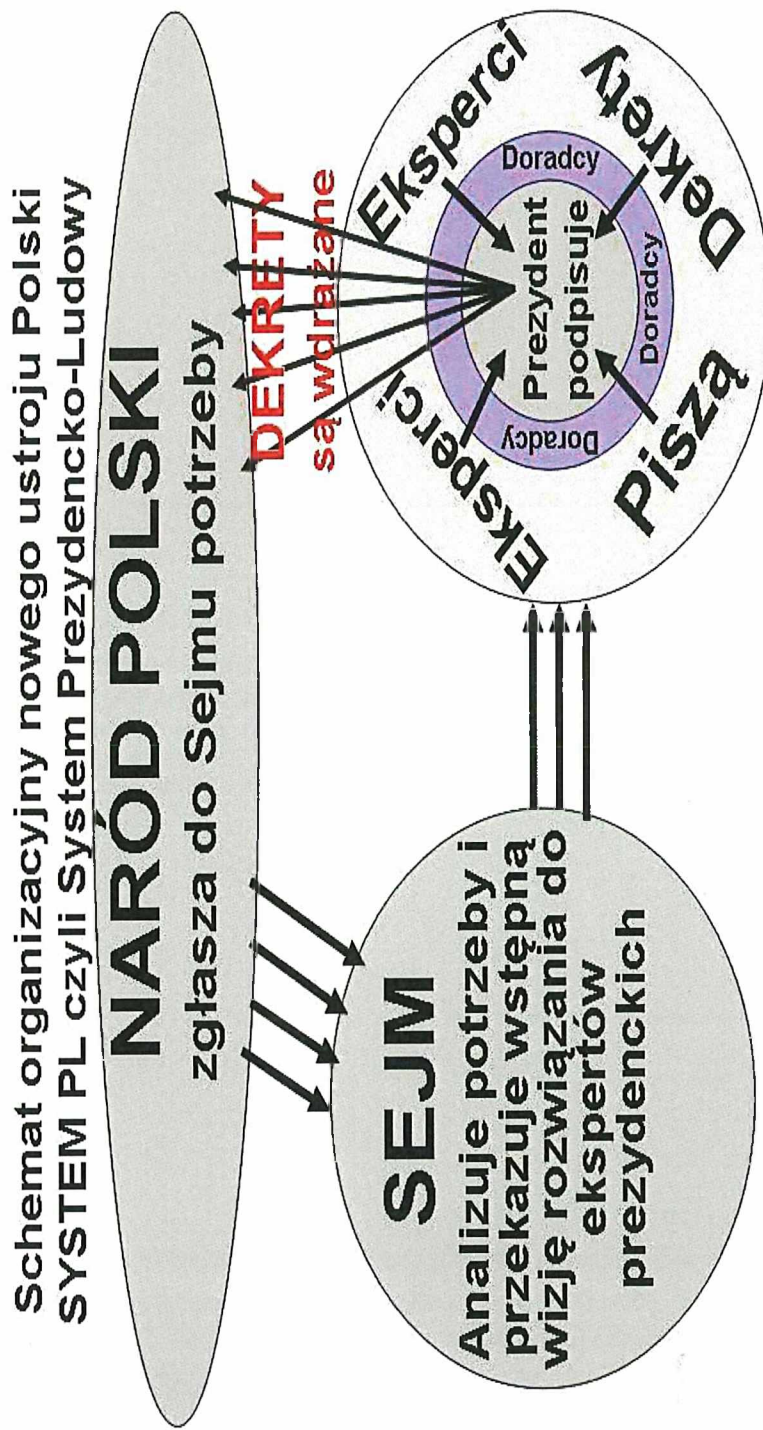 Schemat organizacyjny nowego ustroju Polski
SYSTEM PL czyli System Prezydencko-Ludowy
NARÓD POLSKI
zgłasza do Sejmu potrzeby
DEKRETY
są wdrażane
SEJM
Analizuje potrzeby i
przekazuje wstępną
wizję rozwiązania do
ekspertów
prezydenckich
Eksperci
Eksperci
Piszą
Dekrety
Doradcy
Doradcy
Doradcy
Prezydent
podpisuje